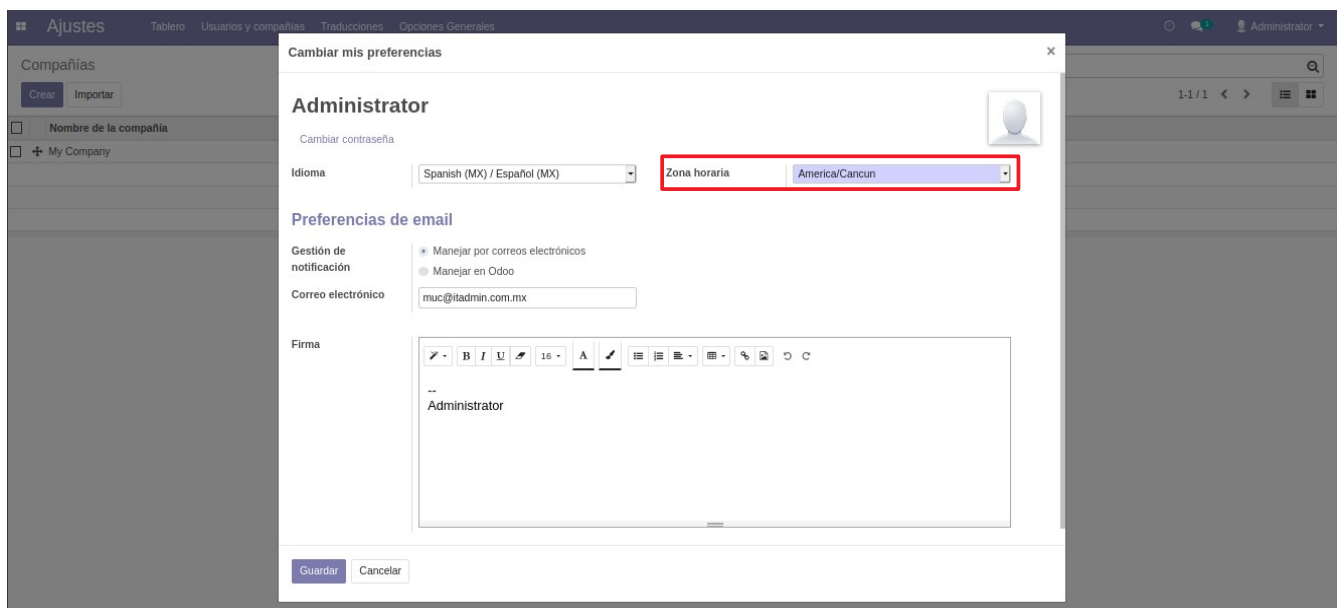 Ajustes Tablero Usuarios y compañías Traducciones Opciones Generales 1 Administrator
Cambiar mis preferencias ×
Compañías
Crear Importar 1-1 / 1
Administrator
Nombre de la compañía
Cambiar contraseña
My Company
Idioma Spanish (MX) / Español (MX) Zona horaria America/Cancun
Preferencias de email
Gestión de Manejar por correos electrónicos
notificación Manejar en Odoo
Correo electrónico muc@itadmin.com.mx
Firma
B I U 16 A
--
Administrator
Guardar Cancelar